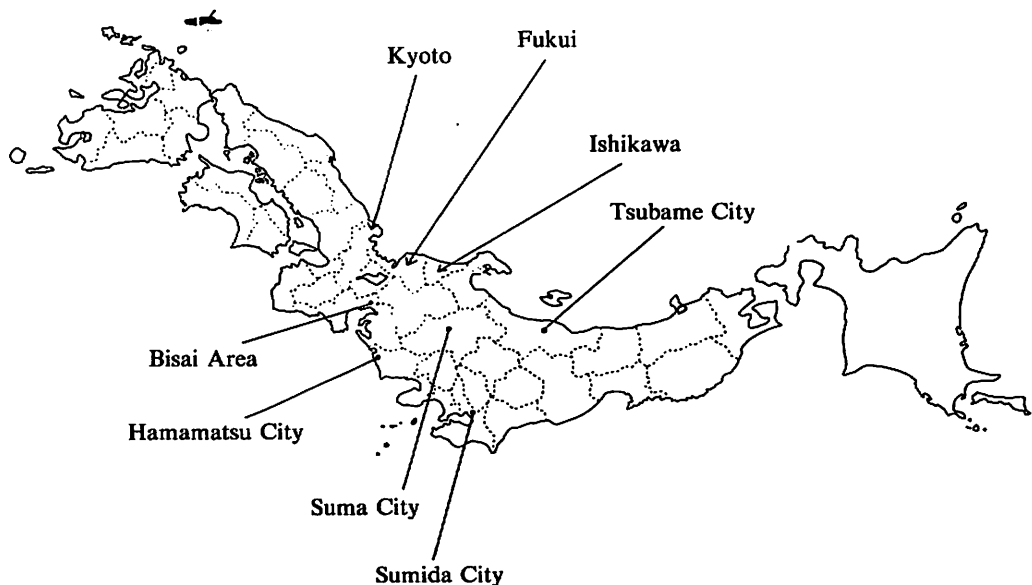 Fukui
Kyoto
Ishikawa
Tsubame City
Bisai Area
Hamamatsu City
Suma City
Sumida City